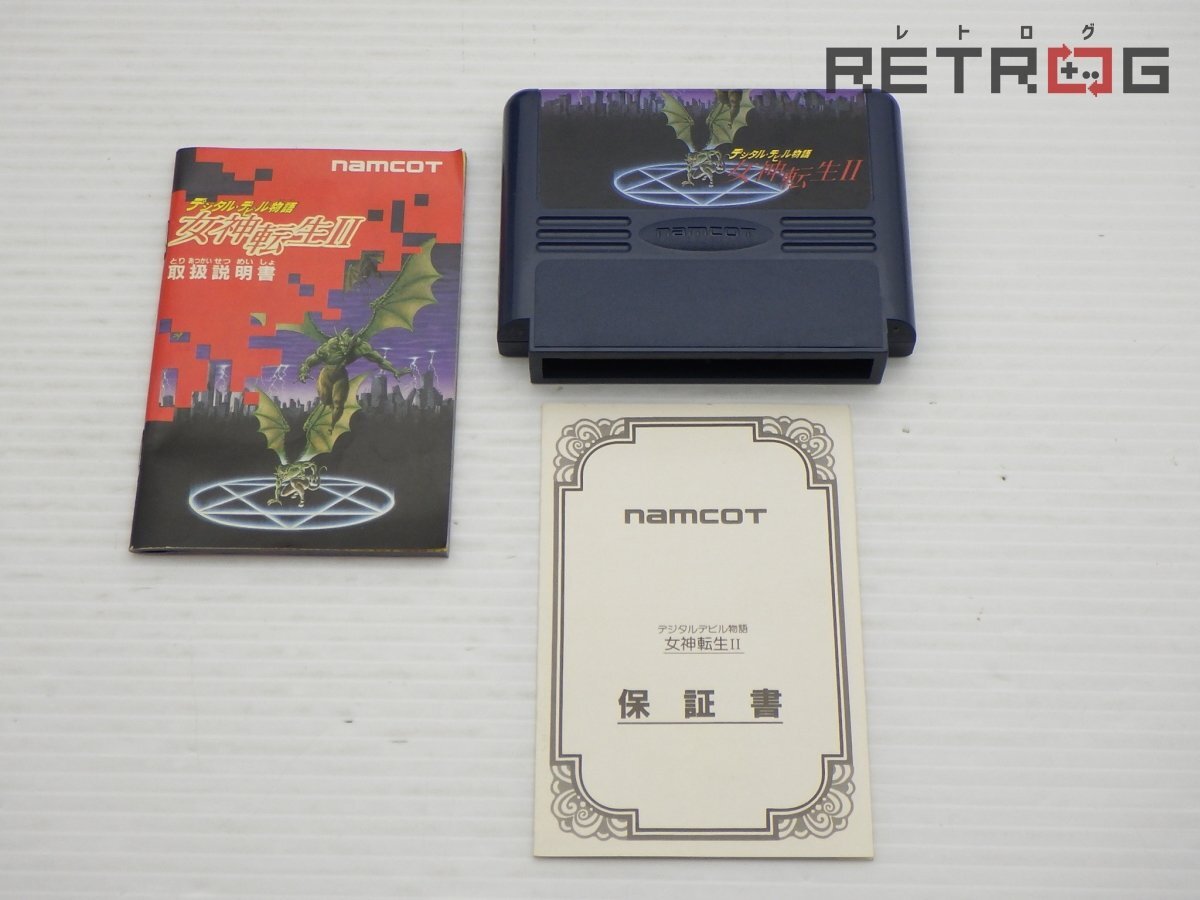 レトログ
RETROG
namcoT
デジタル・デビル物語
女神転生II
とりあつかいせつめいしょ
取扱説明書
デジタル・デビル物語
女神転生II
namcoT
namcoT
デジタルデビル物語
女神転生II
保証書